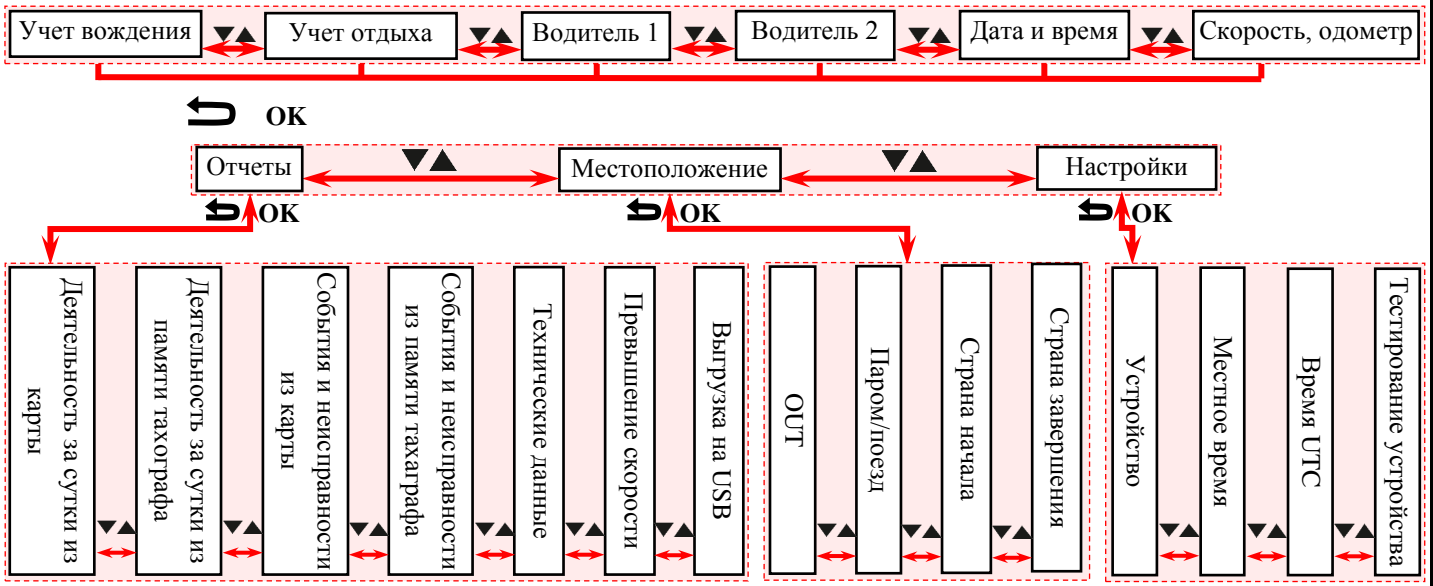 Учет вождения
Учет отдыха
Водитель 1
Водитель 2
Дата и время
Скорость, одометр
OK
Отчеты
Местоположение
Настройки
OK
OK
OK
Деятельность за сутки из
карты
Деятельность за сутки из
памяти тахографа
События и неисправности
из карты
События и неисправности
из памяти тахаграфа
Технические данные
Превышение скорости
Выгрузка на USB
OUT
Паром/поезд
Страна начала
Страна завершения
Устройство
Местное время
Время UTC
Тестирование устройства